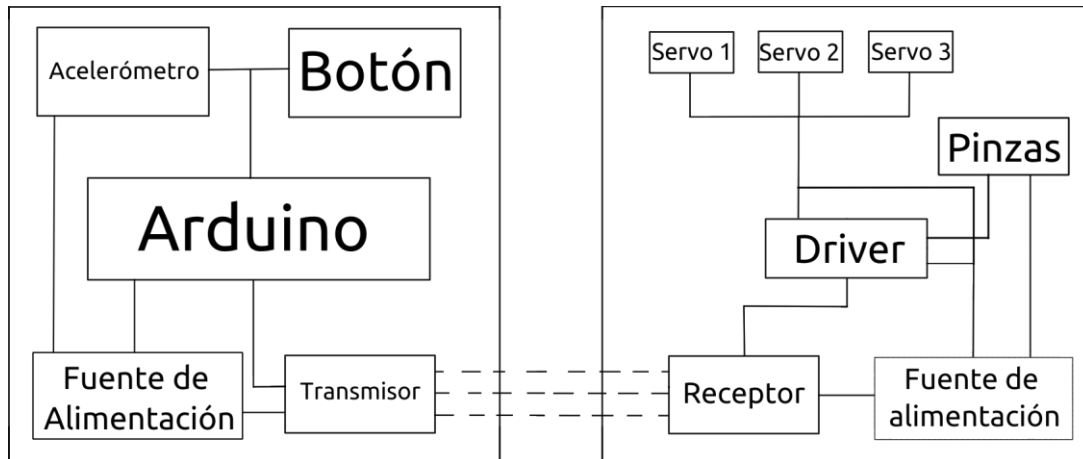 Acelerómetro
Botón
Arduino
Fuente de
Alimentación
Transmisor
Servo 1
Servo 2
Servo 3
Pinzas
Driver
Receptor
Fuente de
alimentación